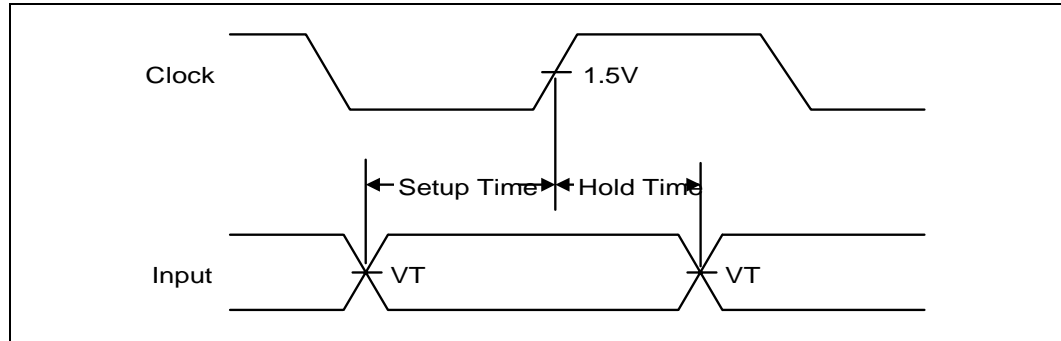 Clock
1.5V
Setup Time
Hold Time
Input
VT
VT